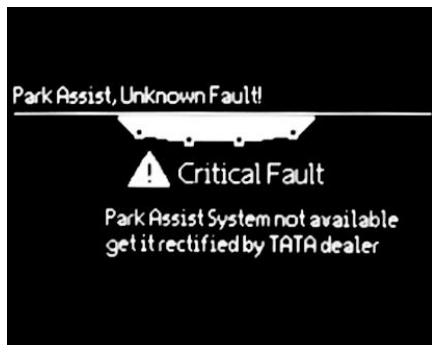 Park Assist, Unknown Fault!
Critical Fault
Park Assist System not available
get it rectified by TATA dealer